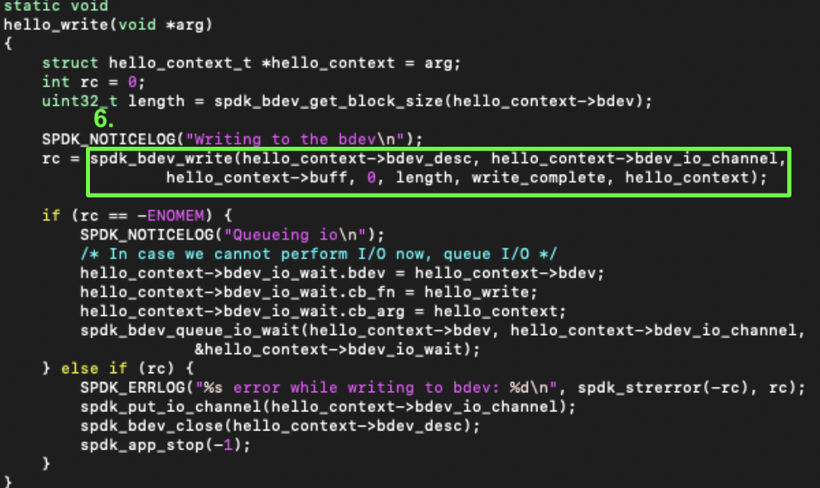 static void
hello_write(void *arg)
{
struct hello_context_t *hello_context = arg;
int rc = 0;
uint32_t length = spdk_bdev_get_block_size(hello_context->bdev);
6.
SPDK_NOTICELOG("Writing to the bdev\n");
rc = spdk_bdev_write(hello_context->bdev_desc, hello_context->bdev_io_channel,
hello_context->buff, 0, length, write_complete, hello_context);
if (rc == -ENOMEM) {
SPDK_NOTICELOG("Queueing io\n");
/* In case we cannot perform I/O now, queue I/O */
hello_context->bdev_io_wait.bdev = hello_context->bdev;
hello_context->bdev_io_wait.cb_fn = hello_write;
hello_context->bdev_io_wait.cb_arg = hello_context;
spdk_bdev_queue_io_wait(hello_context->bdev, hello_context->bdev_io_channel,
&hello_context->bdev_io_wait);
} else if (rc) {
SPDK_ERRLOG("%s error while writing to bdev: %d\n", spdk_strerror(-rc), rc);
spdk_put_io_channel(hello_context->bdev_io_channel);
spdk_bdev_close(hello_context->bdev_desc);
spdk_app_stop(-1);
}
}